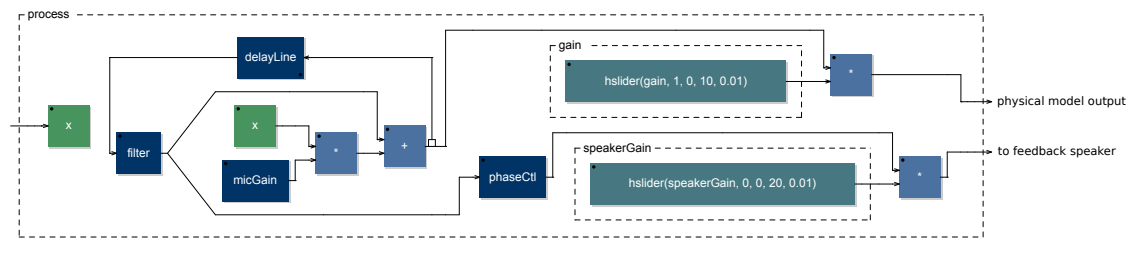 process
delayLine
gain
hslider(gain, 1, 0, 10, 0.01)
*
physical model output
x
x
filter
*
+
micGain
phaseCtl
speakerGain
hslider(speakerGain, 0, 0, 20, 0.01)
*
to feedback speaker